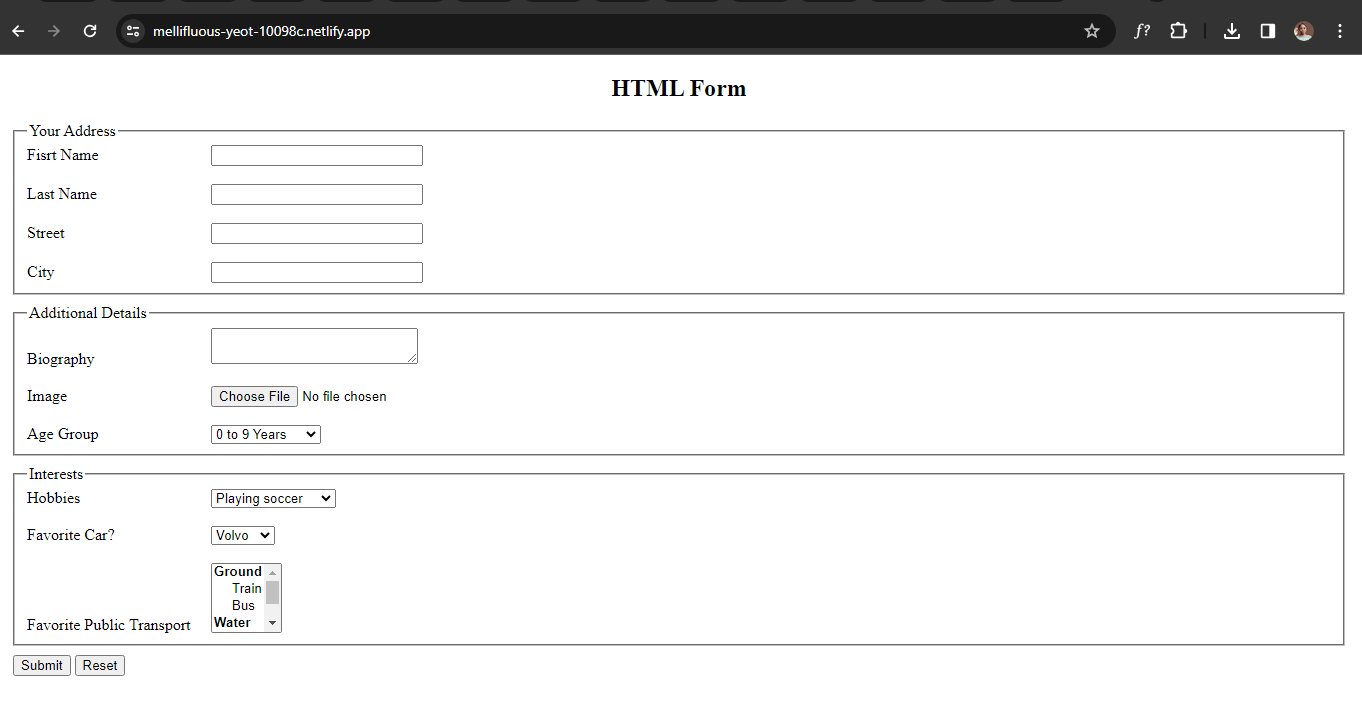 mellifluous-yeot-10098c.netlify.app
f?
HTML Form
Your Address
Fisrt Name
Last Name
Street
City
Additional Details
Biography
Image Choose File No file chosen
Age Group 0 to 9 Years
Interests
Hobbies Playing soccer
Favorite Car? Volvo
Ground
Train
Bus
Water
Favorite Public Transport
Submit Reset